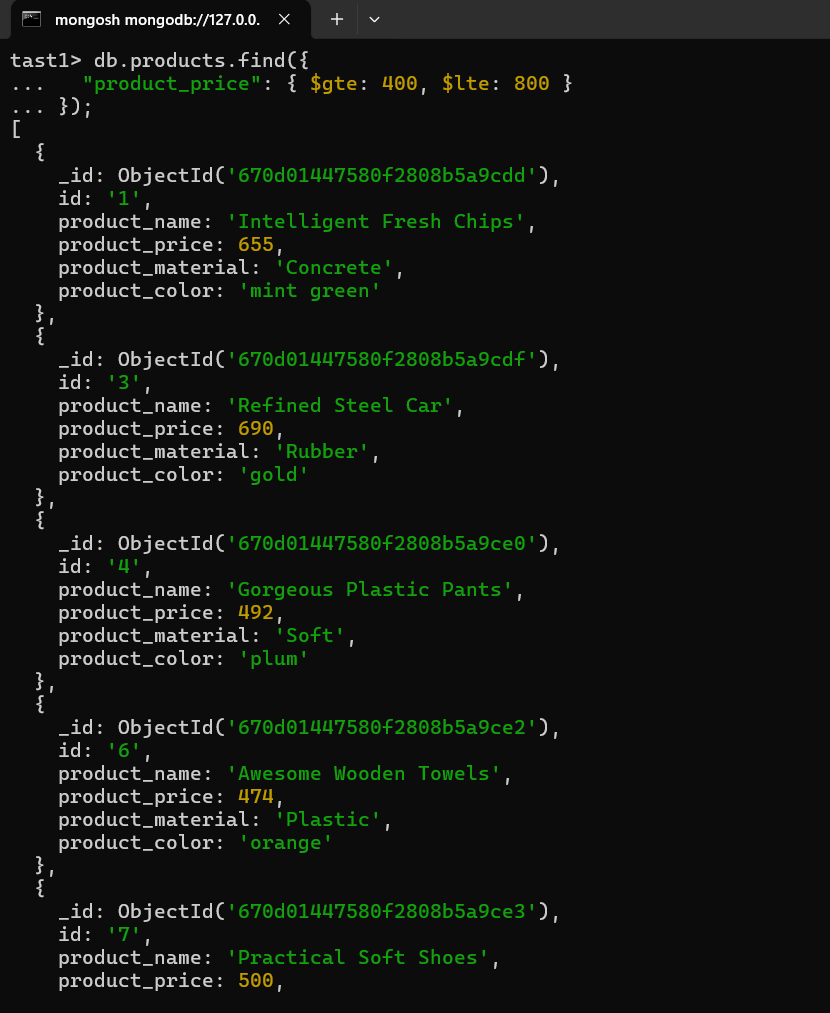 mongosh mongodb://127.0.0.
tast1> db.products.find({
...    "product_price": { $gte: 400, $lte: 800 }
... });
[
  {
    _id: ObjectId('670d01447580f2808b5a9cdd'),
    id: '1',
    product_name: 'Intelligent Fresh Chips',
    product_price: 655,
    product_material: 'Concrete',
    product_color: 'mint green'
  },
  {
    _id: ObjectId('670d01447580f2808b5a9cdf'),
    id: '3',
    product_name: 'Refined Steel Car',
    product_price: 690,
    product_material: 'Rubber',
    product_color: 'gold'
  },
  {
    _id: ObjectId('670d01447580f2808b5a9ce0'),
    id: '4',
    product_name: 'Gorgeous Plastic Pants',
    product_price: 492,
    product_material: 'Soft',
    product_color: 'plum'
  },
  {
    _id: ObjectId('670d01447580f2808b5a9ce2'),
    id: '6',
    product_name: 'Awesome Wooden Towels',
    product_price: 474,
    product_material: 'Plastic',
    product_color: 'orange'
  },
  {
    _id: ObjectId('670d01447580f2808b5a9ce3'),
    id: '7',
    product_name: 'Practical Soft Shoes',
    product_price: 500,